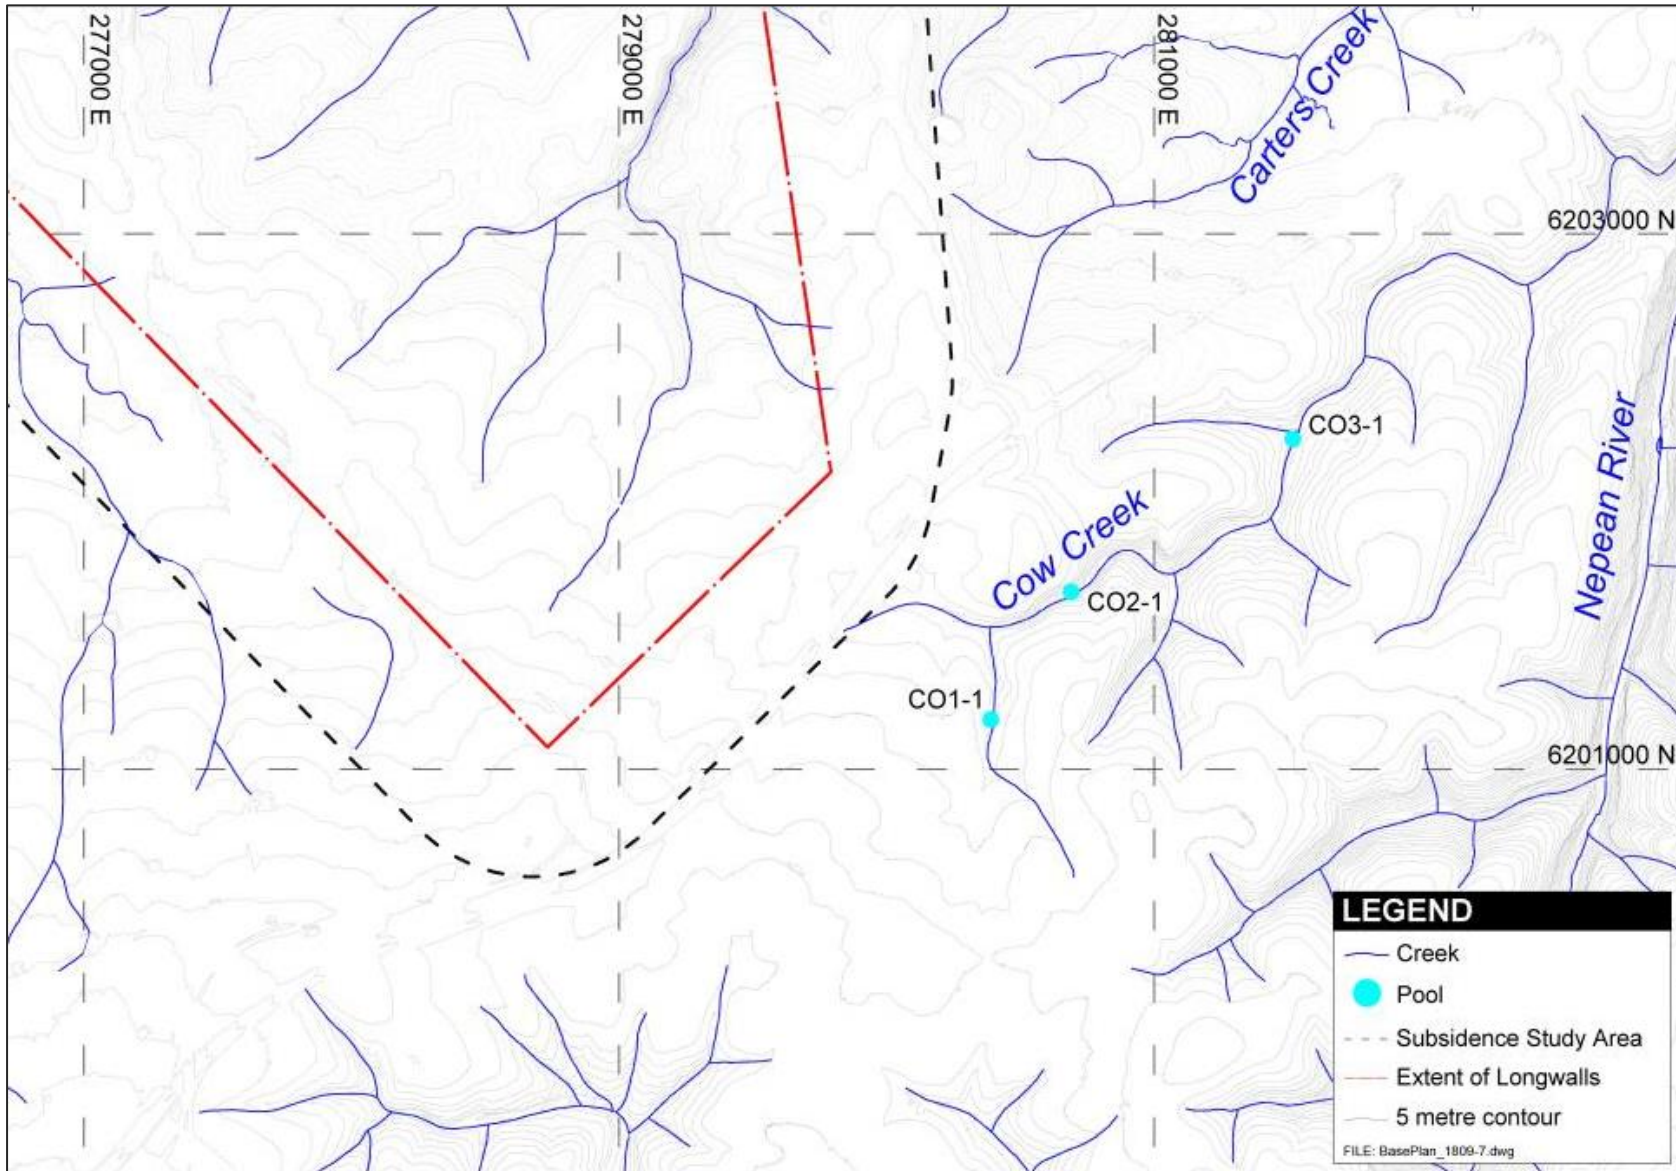 277000 E
279000 E
281000 E
Carters Creek
6203000 N
CO3-1
Cow Creek
CO2-1
Nepean River
CO1-1
6201000 N
LEGEND
Creek
Pool
Subsidence Study Area
Extent of Longwalls
5 metre contour
FILE: BasePlan_1809-7.dwg